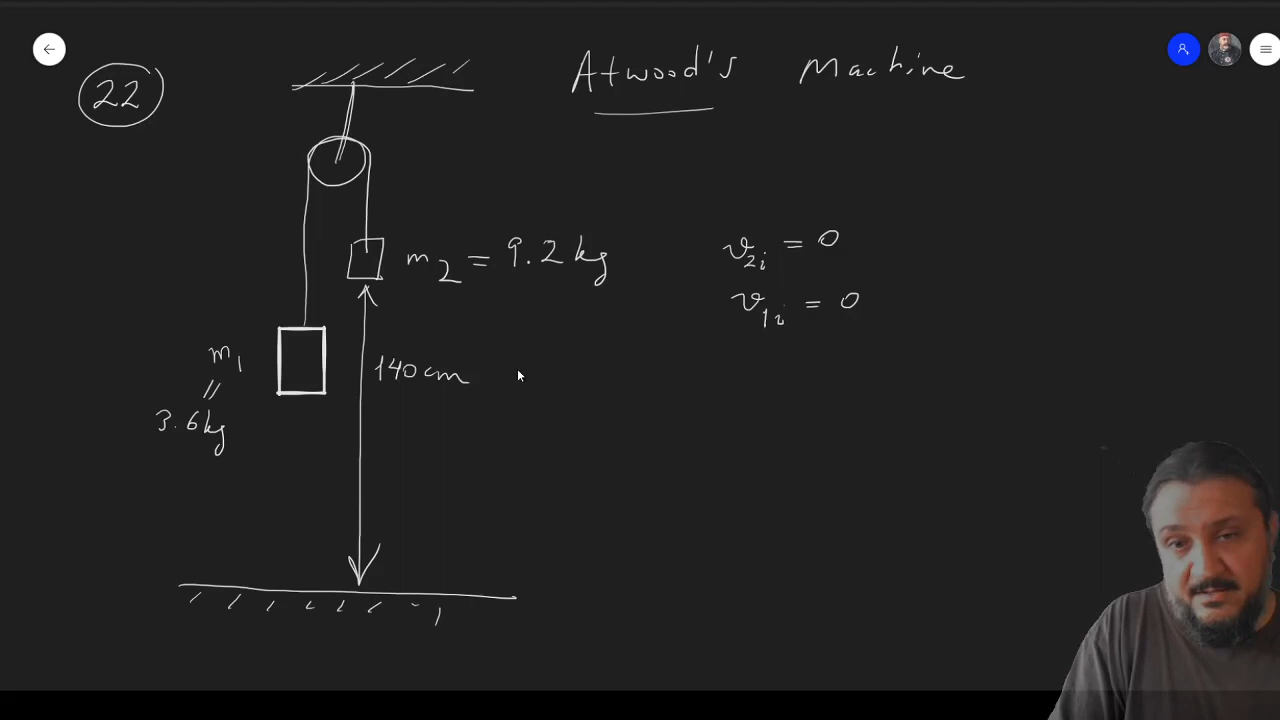 22
Atwood's Machine
m2 = 9.2 kg
v2i = 0
v1i = 0
m1
=
3.6 kg
140 cm